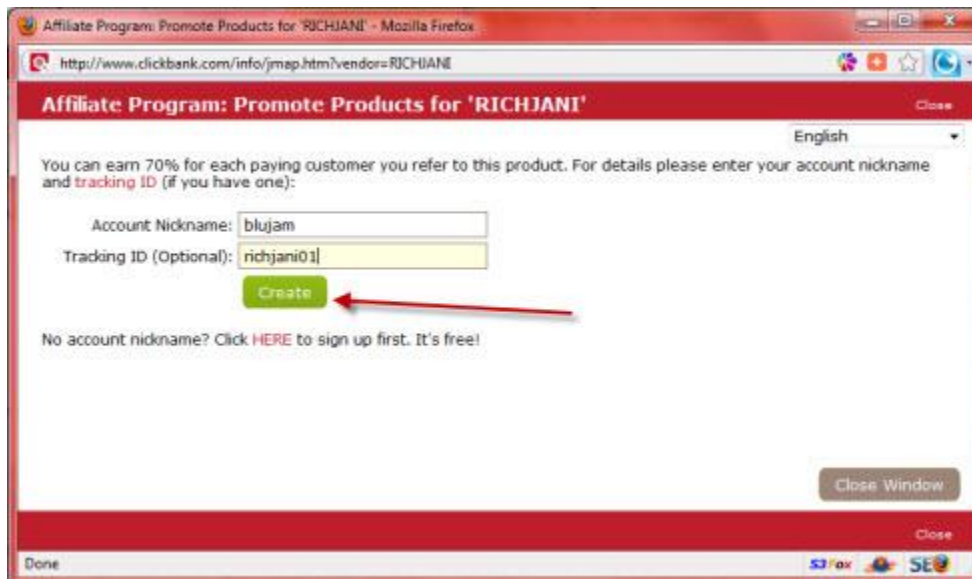 Affiliate Program: Promote Products for 'RICHJANI' - Mozilla Firefox
http://www.clickbank.com/info/jmap.htm?vendor=RICHJANI
Affiliate Program: Promote Products for 'RICHJANI'
Close
English
You can earn 70% for each paying customer you refer to this product. For details please enter your account nickname
and tracking ID (if you have one):
Account Nickname: blujam
Tracking ID (Optional): richjani01
Create
No account nickname? Click HERE to sign up first. It's free!
Close Window
Close
Done
S3Fox
SE